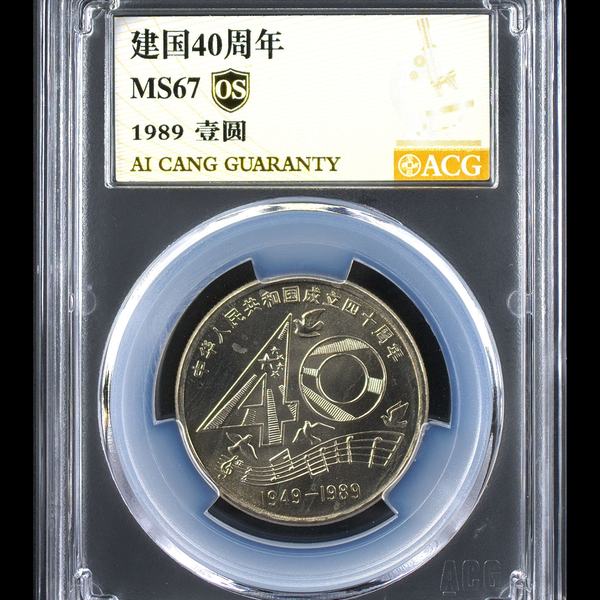 建国40周年
MS67 OS
1989 壹圆
AI CANG GUARANTY
ACG
中华人民共和国成立四十周年
40
1949-1989
ACG